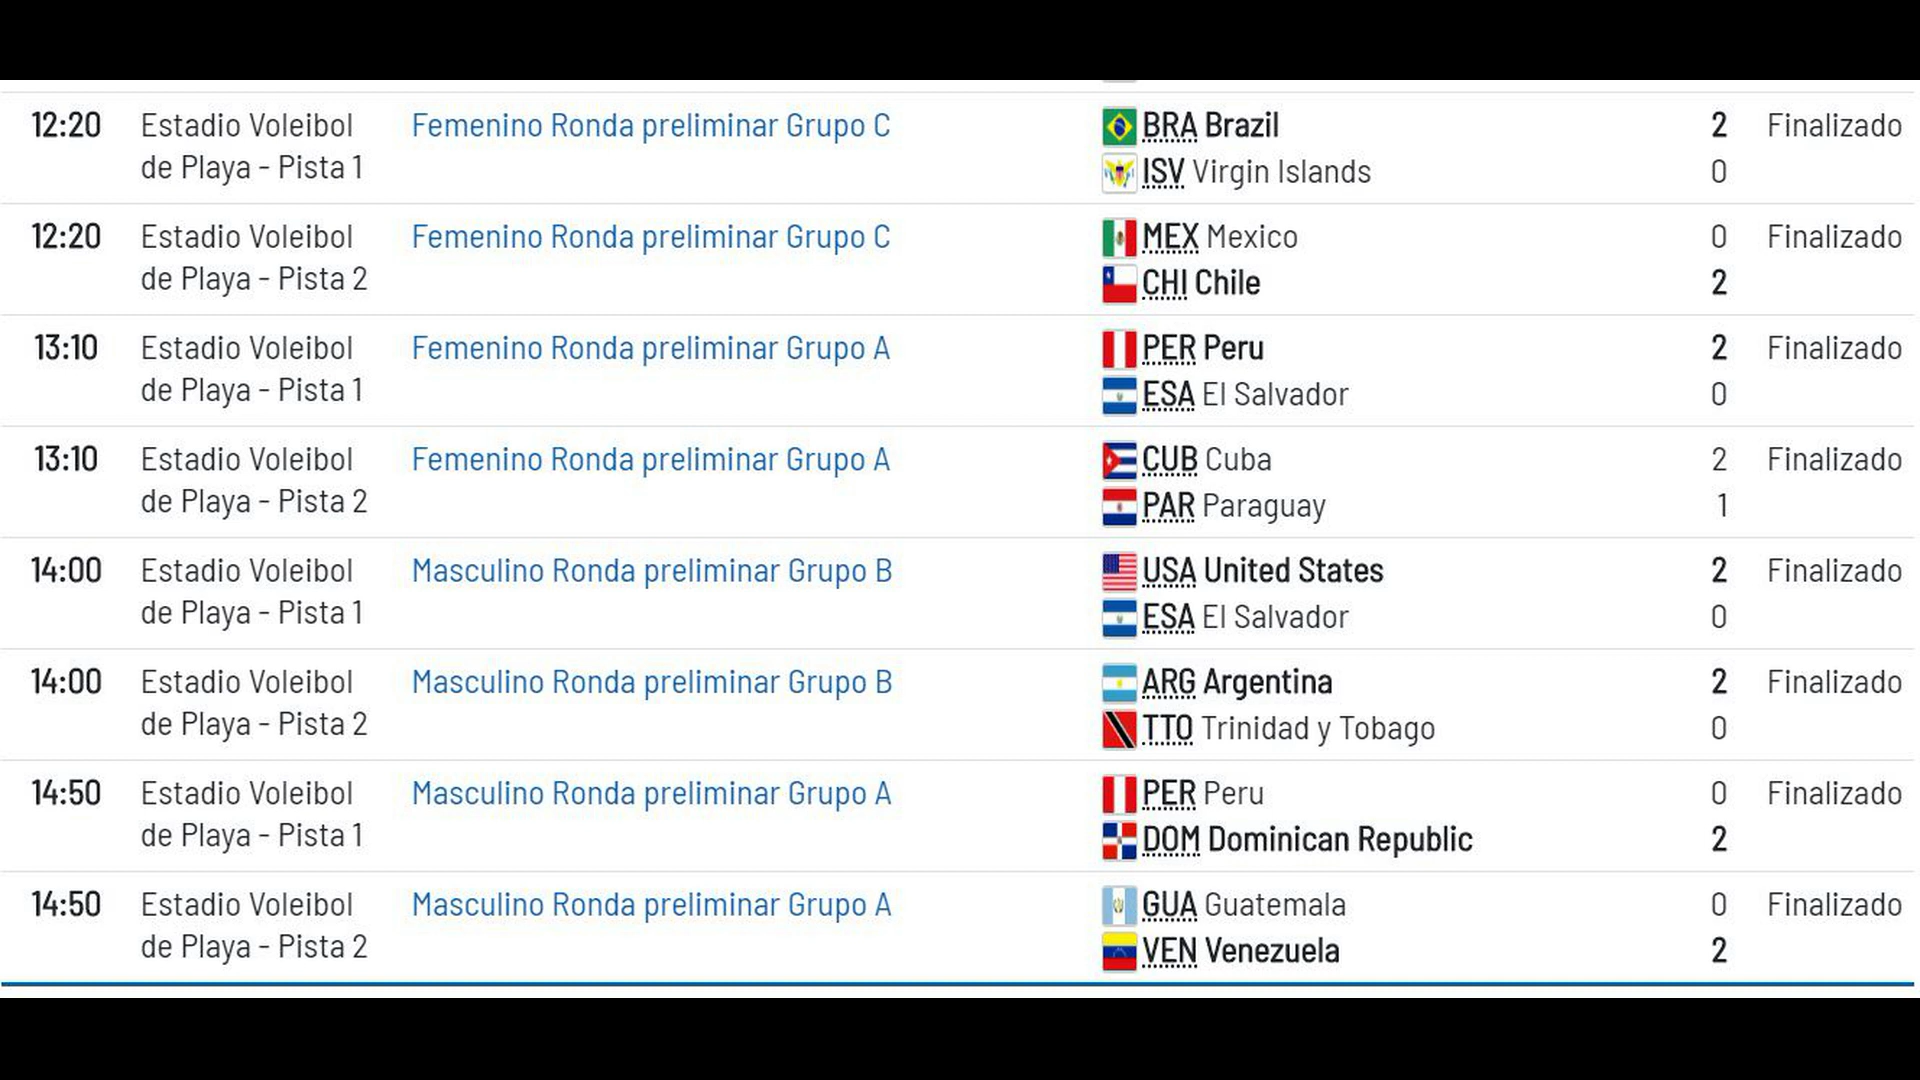 12:20 Estadio Voleibol Femenino Ronda preliminar Grupo C BRA Brazil 2 Finalizado
de Playa - Pista 1 ISV Virgin Islands 0
12:20 Estadio Voleibol Femenino Ronda preliminar Grupo C MEX Mexico 0 Finalizado
de Playa - Pista 2 CHI Chile 2
13:10 Estadio Voleibol Femenino Ronda preliminar Grupo A PER Peru 2 Finalizado
de Playa - Pista 1 ESA El Salvador 0
13:10 Estadio Voleibol Femenino Ronda preliminar Grupo A CUB Cuba 2 Finalizado
de Playa - Pista 2 PAR Paraguay 1
14:00 Estadio Voleibol Masculino Ronda preliminar Grupo B USA United States 2 Finalizado
de Playa - Pista 1 ESA El Salvador 0
14:00 Estadio Voleibol Masculino Ronda preliminar Grupo B ARG Argentina 2 Finalizado
de Playa - Pista 2 TTO Trinidad y Tobago 0
14:50 Estadio Voleibol Masculino Ronda preliminar Grupo A PER Peru 0 Finalizado
de Playa - Pista 1 DOM Dominican Republic 2
14:50 Estadio Voleibol Masculino Ronda preliminar Grupo A GUA Guatemala 0 Finalizado
de Playa - Pista 2 VEN Venezuela 2